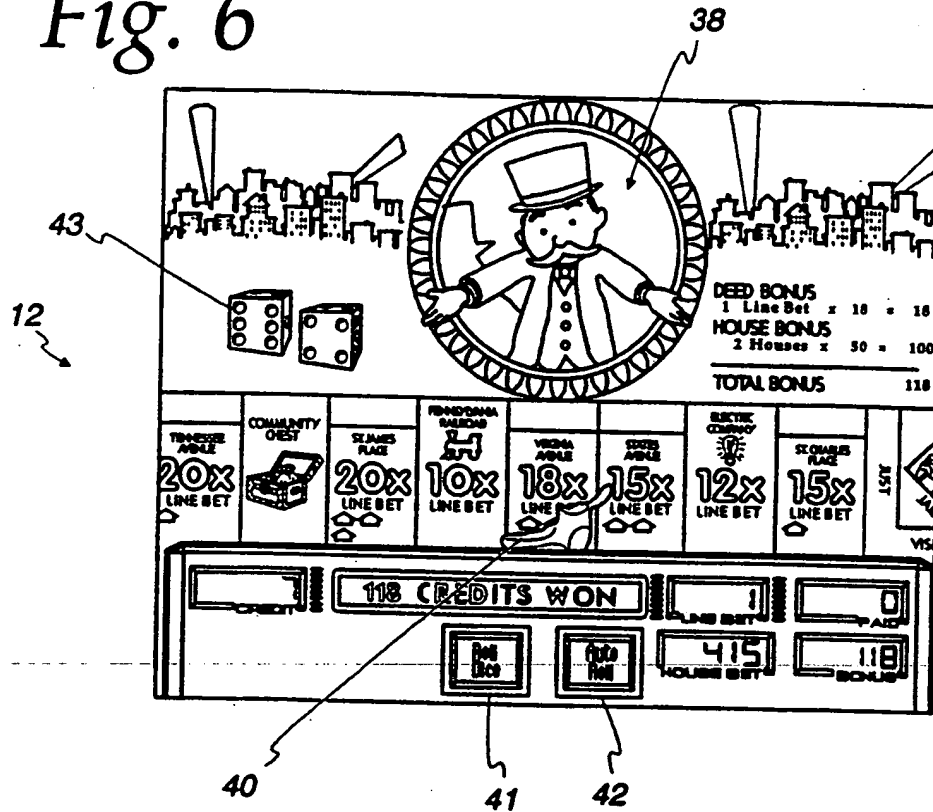 Fig. 6
38
43
12
DEED BONUS
1 Line Bet x 18 = 18
HOUSE BONUS
2 Houses x 50 = 100
TOTAL BONUS 118
TENNESSEE AVENUE
20x
LINE BET
COMMUNITY CHEST
ST. JAMES PLACE
20x
LINE BET
PENNSYLVANIA RAILROAD
10x
LINE BET
VIRGINIA AVENUE
18x
LINE BET
STATES AVENUE
15x
LINE BET
ELECTRIC COMPANY
12x
LINE BET
ST. CHARLES PLACE
15x
LINE BET
JUST
VIS
CREDIT
118 CREDITS WON
1
LINE BET
0
PAID
Roll
Dice
Auto
Roll
415
HOUSE BET
118
BONUS
40
41
42